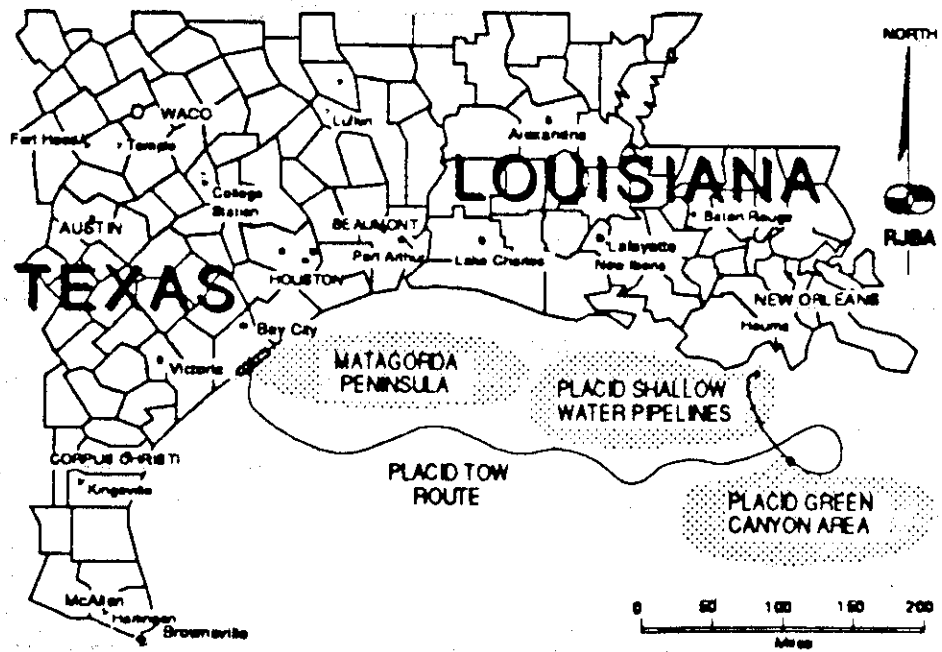 NORTH
WACO
Lufkin
Fort Hood
Temple
Alexandria
LOUISIANA
College
Station
Baton Rouge
AUSTIN
BEAUMONT
RJBA
Port Arthur
Lake Charles
Lafayette
New Iberia
HOUSTON
TEXAS
NEW ORLEANS
Bay City
Houma
Victoria
MATAGORDA
PENINSULA
PLACID SHALLOW
WATER PIPELINES
CORPUS CHRISTI
PLACID TOW
ROUTE
Kingsville
PLACID GREEN
CANYON AREA
McAllen
Harlingen
Brownsville
0 50 100 150 200
Miles